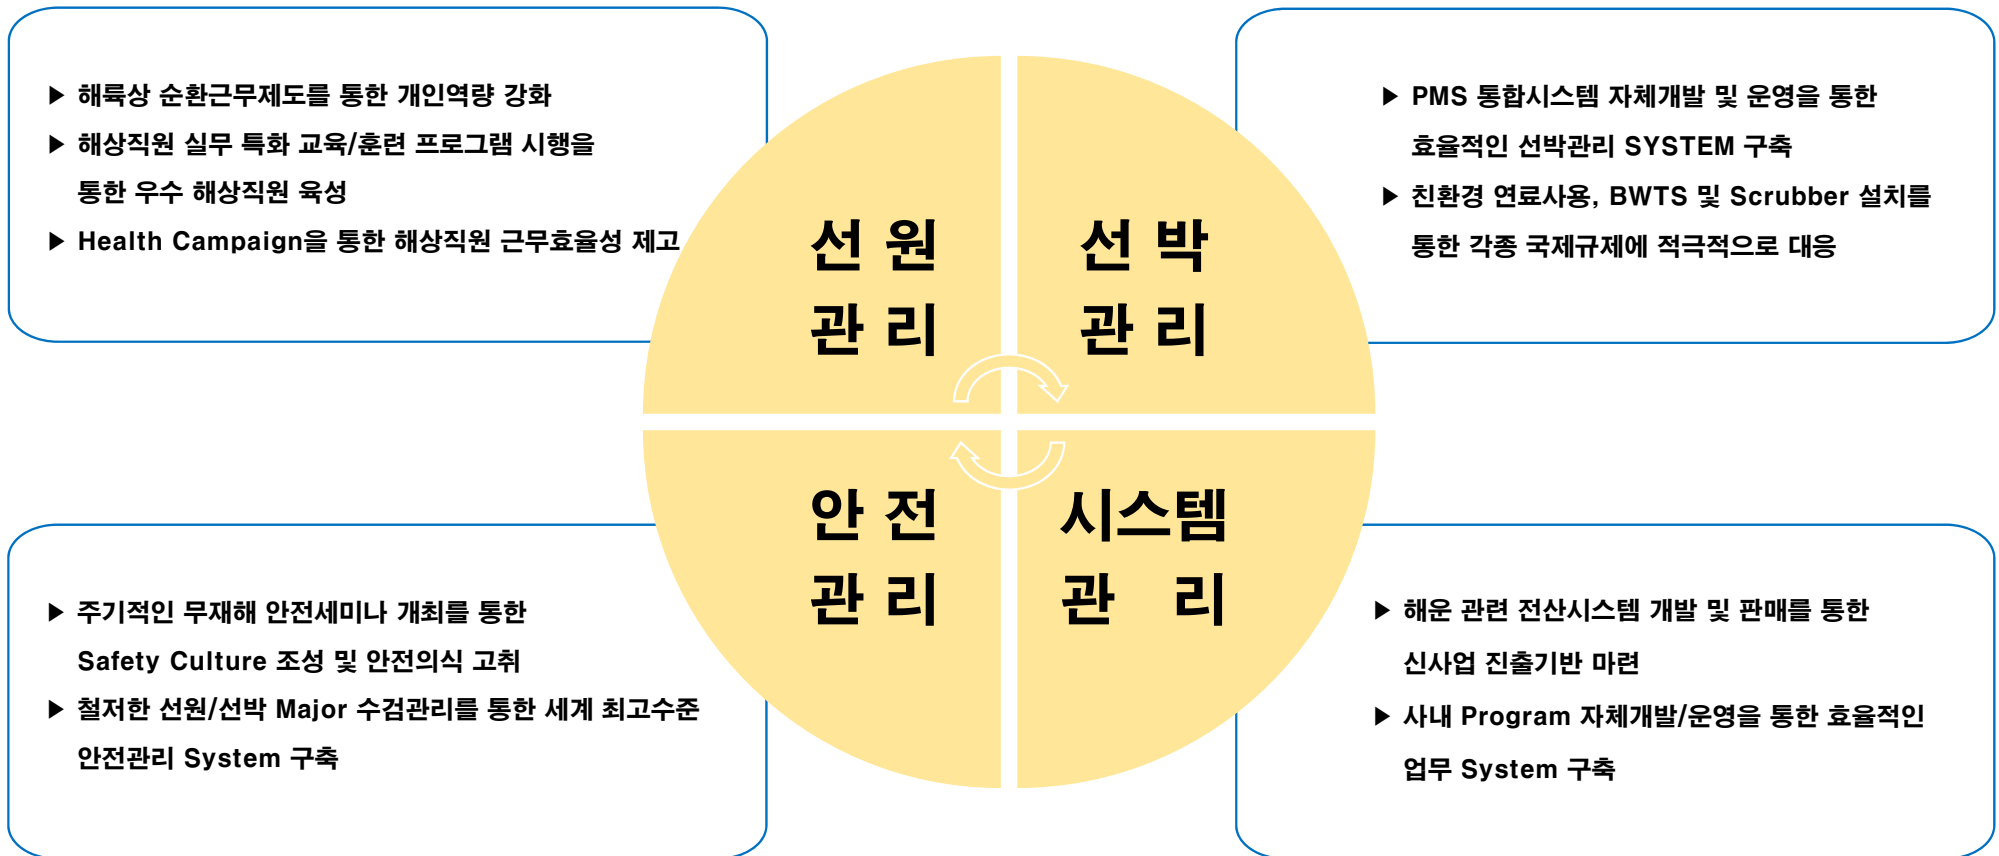 ▶ 해륙상 순환근무제도를 통한 개인역량 강화
▶ 해상직원 실무 특화 교육/훈련 프로그램 시행을
통한 우수 해상직원 육성
▶ Health Campaign을 통한 해상직원 근무효율성 제고
▶ PMS 통합시스템 자체개발 및 운영을 통한
효율적인 선박관리 SYSTEM 구축
▶ 친환경 연료사용, BWTS 및 Scrubber 설치를
통한 각종 국제규제에 적극적으로 대응
선 원
관 리
선 박
관 리
안 전
관 리
시스템
관 리
▶ 주기적인 무재해 안전세미나 개최를 통한
Safety Culture 조성 및 안전의식 고취
▶ 철저한 선원/선박 Major 수검관리를 통한 세계 최고수준
안전관리 System 구축
▶ 해운 관련 전산시스템 개발 및 판매를 통한
신사업 진출기반 마련
▶ 사내 Program 자체개발/운영을 통한 효율적인
업무 System 구축